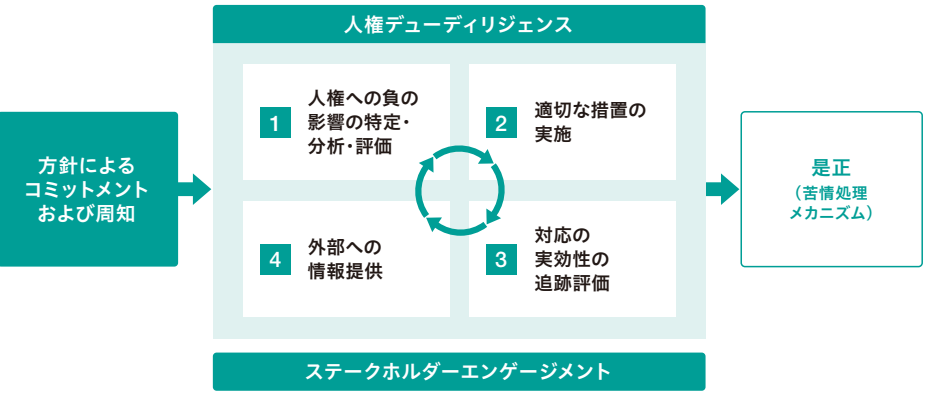 人権デューディリジェンス
方針による
コミットメント
および周知
1
人権への負の
影響の特定・
分析・評価
2
適切な措置の
実施
4
外部への
情報提供
3
対応の
実効性の
追跡評価
是正
（苦情処理
メカニズム）
ステークホルダーエンゲージメント